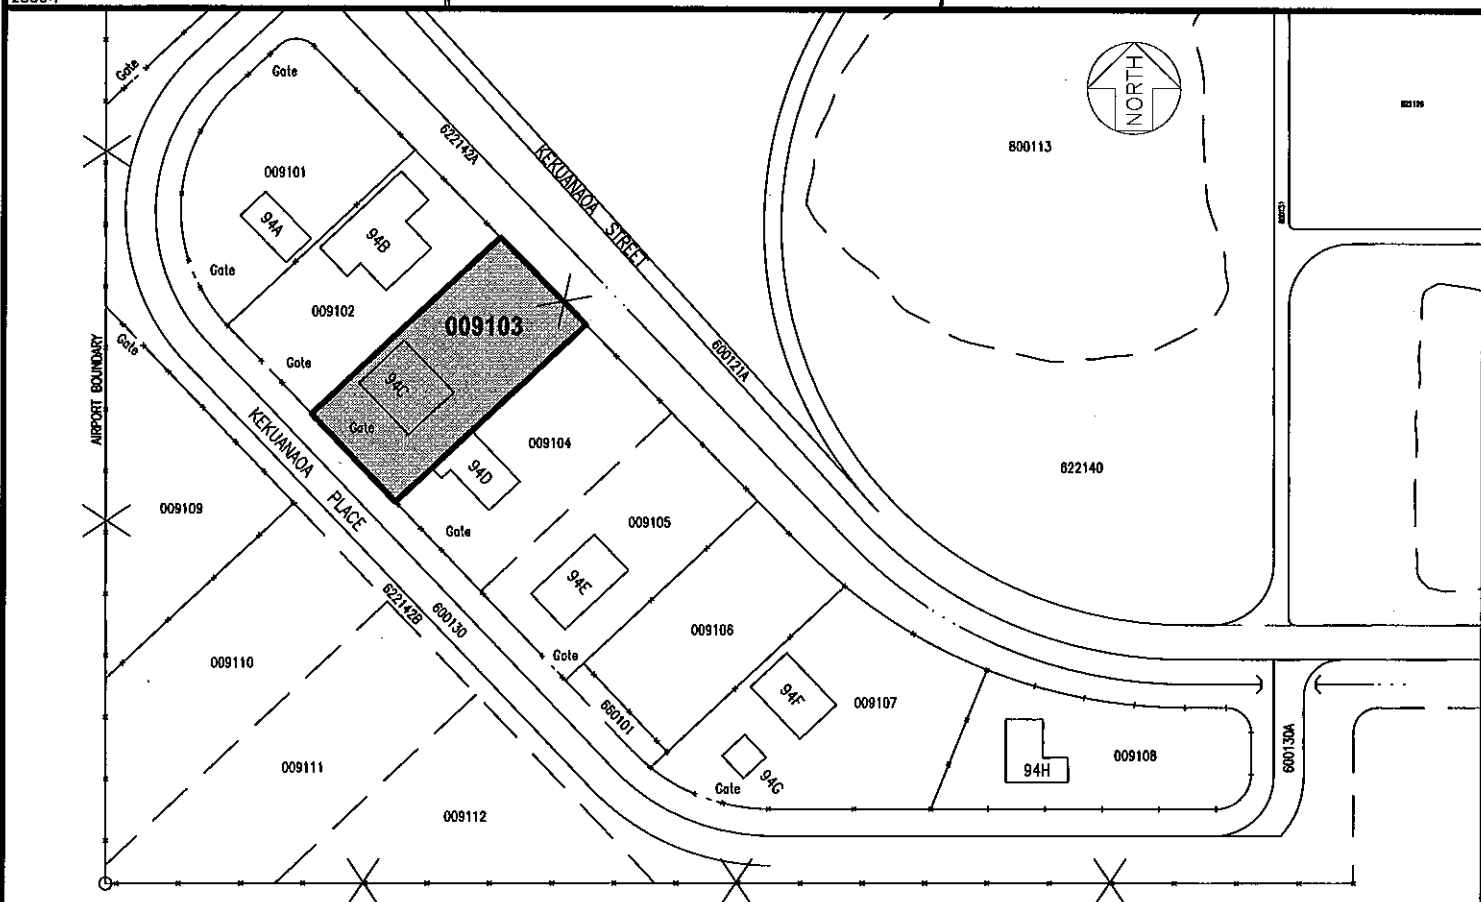 Gate
Gate
NORTH
622142A
KEKUANAOA STREET
800113
009101
94A
94B
Gate
009102
009103
600121A
AIRPORT BOUNDARY
Gate
Gate
94C
Gate
KEKUANAOA PLACE
009104
94D
622140
009109
Gate
009105
94E
622142B
600130
009106
Gate
009110
94F
009107
660101
600130A
009111
94G
Gate
94H
009108
009112